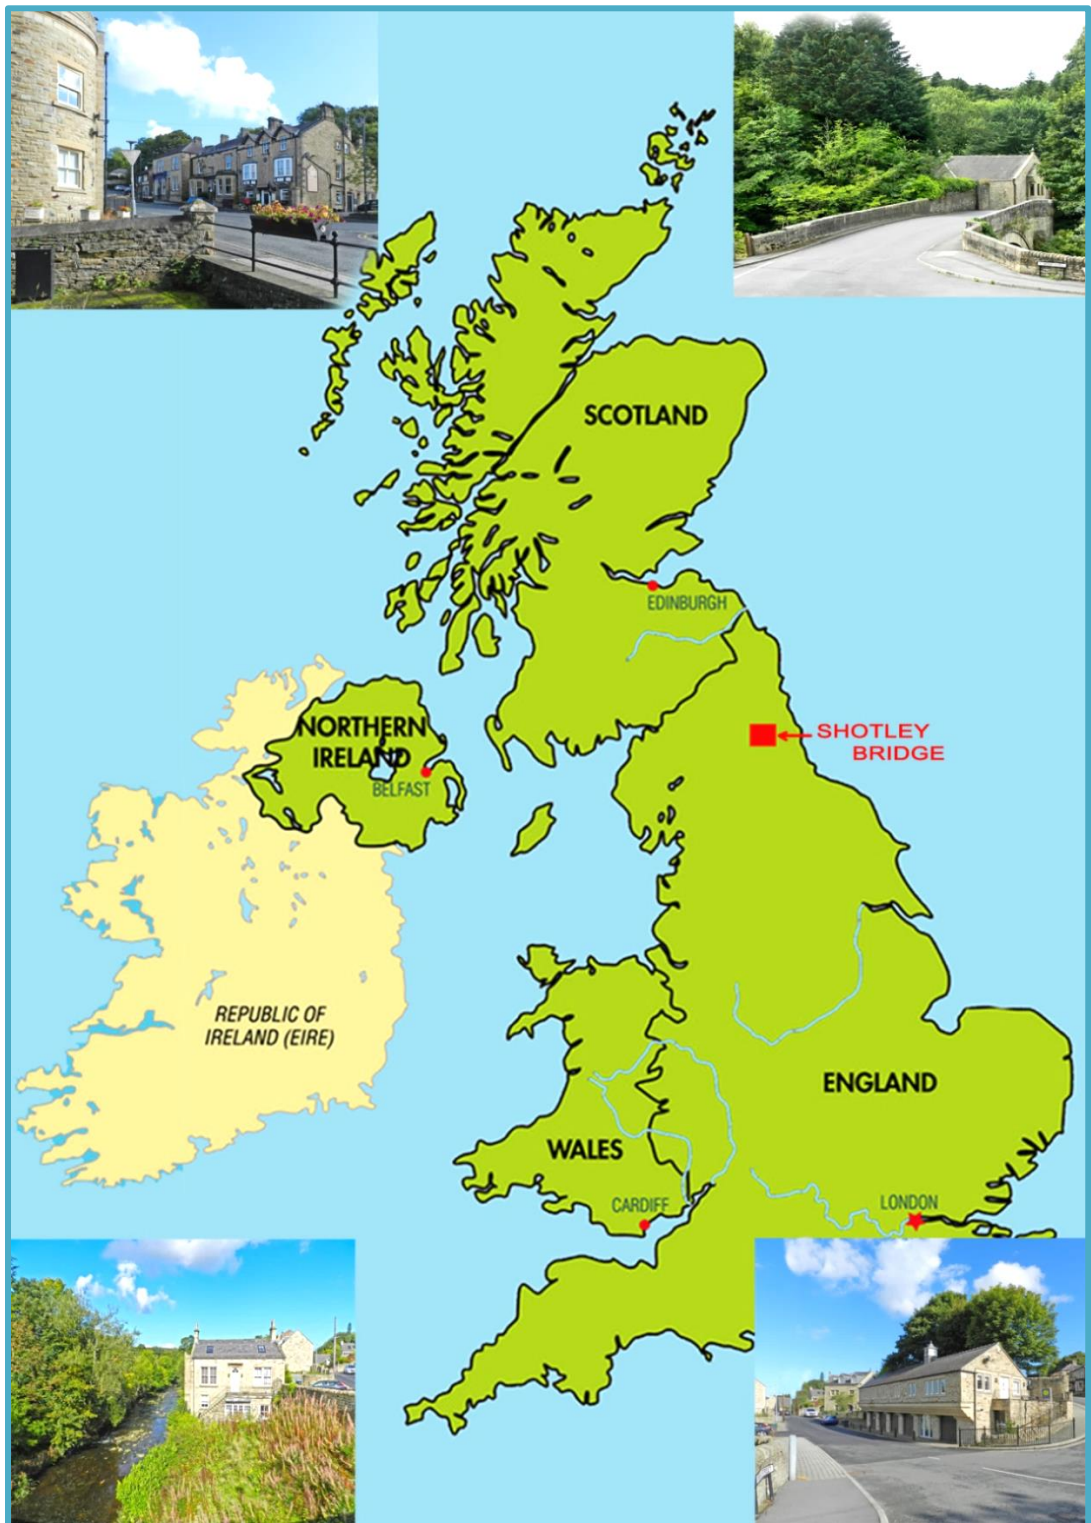 SCOTLAND
EDINBURGH
NORTHERN
IRELAND
BELFAST
SHOTLEY
BRIDGE
REPUBLIC OF
IRELAND (EIRE)
ENGLAND
WALES
CARDIFF
LONDON